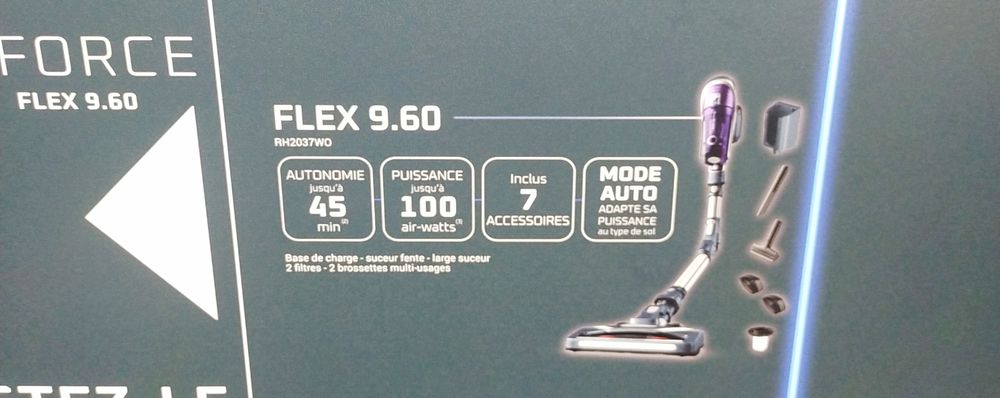 FORCE
FLEX 9.60
FLEX 9.60
RH2037WO
AUTONOMIE
jusqu'à
45
min(2)
PUISSANCE
jusqu'à
100
air-watts(3)
Inclus
7
ACCESSOIRES
MODE
AUTO
ADAPTE SA
PUISSANCE
au type de sol
Base de charge - suceur fente - large suceur
2 filtres - 2 brossettes multi-usages